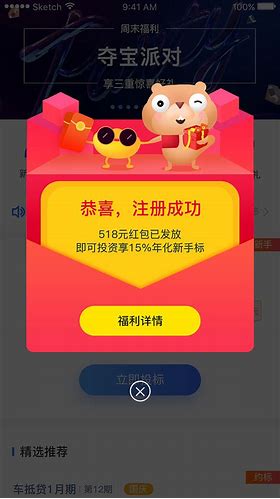 Sketch
9:41 AM
100%
周末福利
夺宝派对
享三重惊喜好礼
新
恭喜，注册成功
518元红包已发放
即可投资享15%年化新手标
新手
福利详情
立即投标
精选推荐
约标
车抵贷1月期
第12期